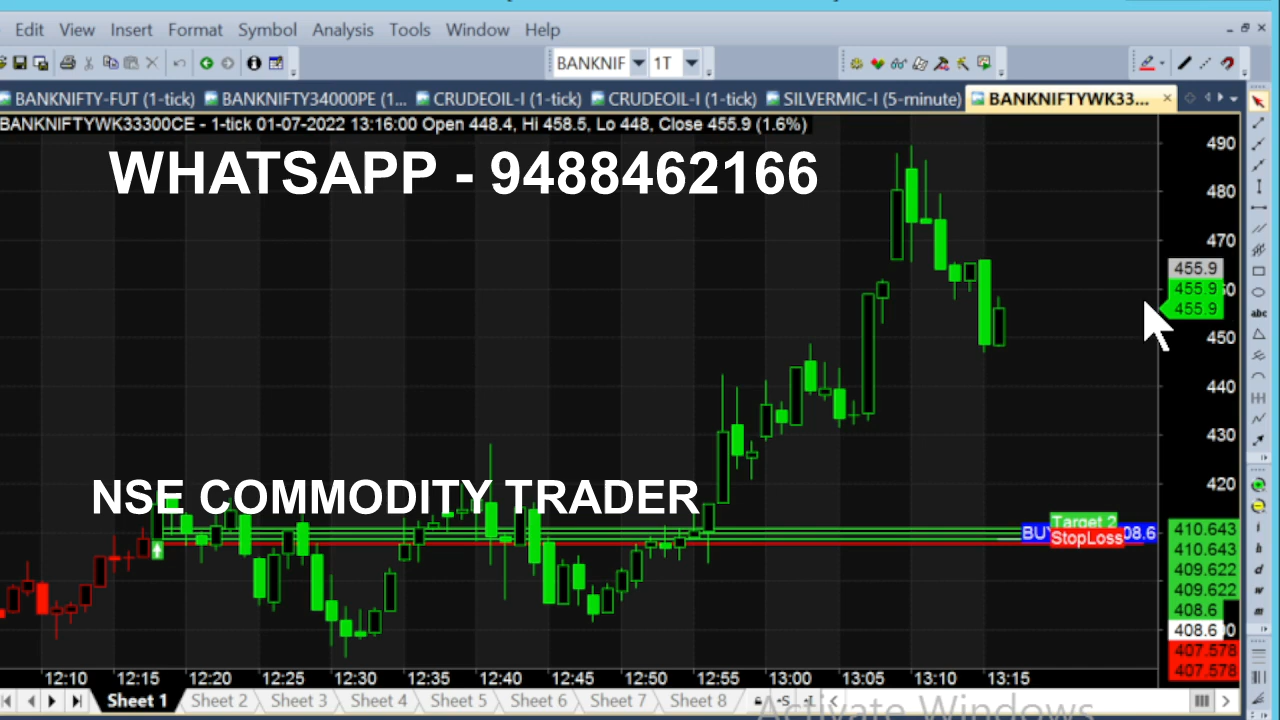 Edit View Insert Format Symbol Analysis Tools Window Help
BANKNIF 1T
BANKNIFTY-FUT (1-tick) BANKNIFTY34000PE (1... CRUDEOIL-I (1-tick) CRUDEOIL-I (1-tick) SILVERMIC-I (5-minute) BANKNIFTYWK33...
BANKNIFTYWK33300CE - 1-tick 01-07-2022 13:16:00 Open 448.4, Hi 458.5, Lo 448, Close 455.9 (1.6%)
490
WHATSAPP - 9488462166
480
470
455.9
455.9
455.9
450
440
430
420
NSE COMMODITY TRADER
Target 2
BUY 08.6
StopLoss
410.643
410.643
409.622
409.622
408.6
408.6
407.578
407.578
12:10 12:15 12:20 12:25 12:30 12:35 12:40 12:45 12:50 12:55 13:00 13:05 13:10 13:15
Sheet 1 Sheet 2 Sheet 3 Sheet 4 Sheet 5 Sheet 6 Sheet 7 Sheet 8
Activate Windows